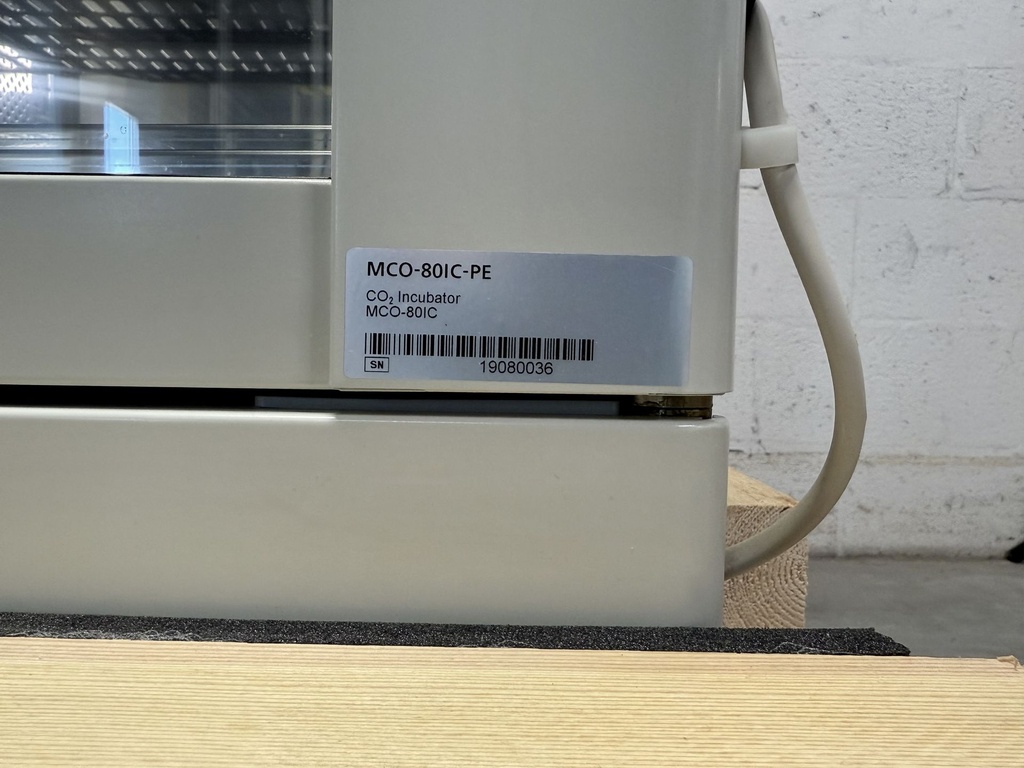 MCO-80IC-PE
CO₂ Incubator
MCO-80IC
SN 19080036